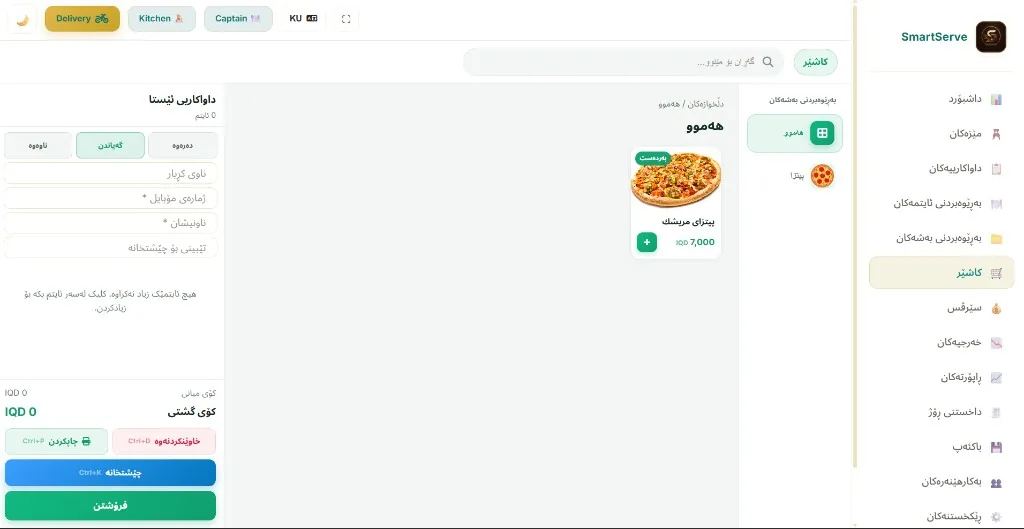 SmartServe
داشبۆرد
مێزەکان
داواکارییەکان
بەڕێوەبردنی ئایتمەکان
بەڕێوەبردنی بەشەکان
کاشێر
سێرڤس
خەرجیەکان
ڕاپۆرتەکان
داخستنی ڕۆژ
باکئەپ
بەکارهێنەرەکان
ڕێکخستنەکان
Delivery
Kitchen
Captain
KU
کاشێر
گەڕان بۆ مێنوو...
بەڕێوەبردنی بەشەکان
هەموو
پیتزا
دڵخوازەکان / هەموو
هەموو
بەردەست
پیتزای مریشك
7,000 IQD
+
داواکاریی ئێستا
0 ئایتم
دەرەوە
گەیاندن
ناوەوە
ناوی کڕیار
ژمارەی مۆبایل *
ناونیشان *
تێبینی بۆ چێشتخانە
هیچ ئایتمێک زیاد نەکراوە. کلیک لەسەر ئایتم بکە بۆ
زیادکردن.
کۆی میانی
IQD 0
کۆی گشتی
IQD 0
خاوێنکردنەوە Ctrl+D
چاپکردن Ctrl+P
چێشتخانە Ctrl+K
فرۆشتن